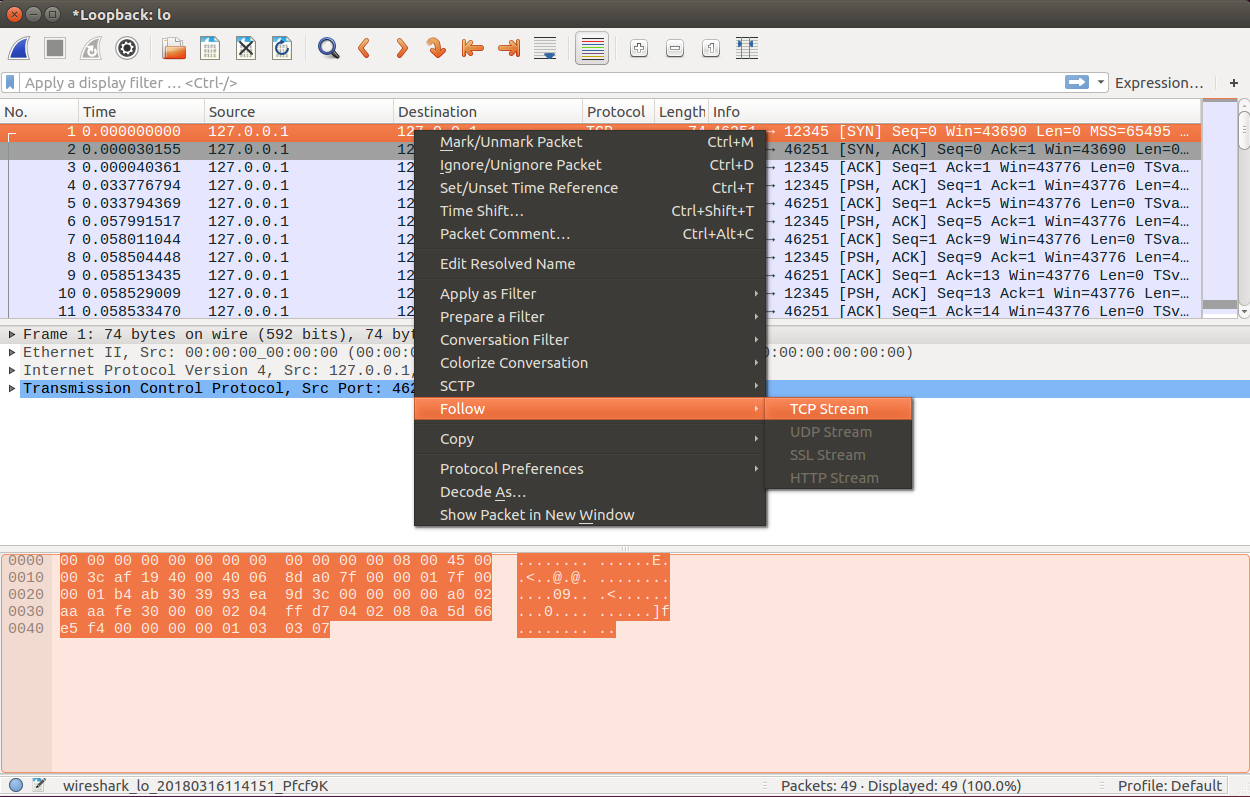 *Loopback: lo
Apply a display filter … <Ctrl-/>
Expression…
+
No. Time Source Destination Protocol Length Info
1 0.000000000 127.0.0.1 → 12345 [SYN] Seq=0 Win=43690 Len=0 MSS=65495 …
2 0.000030155 127.0.0.1 12 → 46251 [SYN, ACK] Seq=0 Ack=1 Win=43690 Len=0…
3 0.000040361 127.0.0.1 12 → 12345 [ACK] Seq=1 Ack=1 Win=43776 Len=0 TSva…
4 0.033776794 127.0.0.1 12 → 12345 [PSH, ACK] Seq=1 Ack=1 Win=43776 Len=4…
5 0.033794369 127.0.0.1 12 → 46251 [ACK] Seq=1 Ack=5 Win=43776 Len=0 TSva…
6 0.057991517 127.0.0.1 12 → 12345 [PSH, ACK] Seq=5 Ack=1 Win=43776 Len=4…
7 0.058011044 127.0.0.1 12 → 46251 [ACK] Seq=1 Ack=9 Win=43776 Len=0 TSva…
8 0.058504448 127.0.0.1 12 → 12345 [PSH, ACK] Seq=9 Ack=1 Win=43776 Len=4…
9 0.058513435 127.0.0.1 12 → 46251 [ACK] Seq=1 Ack=13 Win=43776 Len=0 TSv…
10 0.058529009 127.0.0.1 12 → 12345 [PSH, ACK] Seq=13 Ack=1 Win=43776 Len=…
11 0.058533470 127.0.0.1 12 → 46251 [ACK] Seq=1 Ack=14 Win=43776 Len=0 TSv…
Mark/Unmark Packet Ctrl+M
Ignore/Unignore Packet Ctrl+D
Set/Unset Time Reference Ctrl+T
Time Shift… Ctrl+Shift+T
Packet Comment… Ctrl+Alt+C
Edit Resolved Name
Apply as Filter
Prepare a Filter
Conversation Filter
Colorize Conversation
SCTP
Follow
Copy
Protocol Preferences
Decode As…
Show Packet in New Window
TCP Stream
UDP Stream
SSL Stream
HTTP Stream
Frame 1: 74 bytes on wire (592 bits), 74 byt
Ethernet II, Src: 00:00:00_00:00:00 (00:00:0 0:00:00:00:00:00)
Internet Protocol Version 4, Src: 127.0.0.1,
Transmission Control Protocol, Src Port: 462
0000 00 00 00 00 00 00 00 00 00 00 00 00 08 00 45 00 ........ ......E.
0010 00 3c af 19 40 00 40 06 8d a0 7f 00 00 01 7f 00 .<..@.@. ........
0020 00 01 b4 ab 30 39 93 ea 9d 3c 00 00 00 00 a0 02 ....09.. .<......
0030 aa aa fe 30 00 00 02 04 ff d7 04 02 08 0a 5d 66 ...0.... ......]f
0040 e5 f4 00 00 00 00 01 03 03 07 ........ ..
wireshark_lo_20180316114151_Pfcf9K
Packets: 49 · Displayed: 49 (100.0%)
Profile: Default